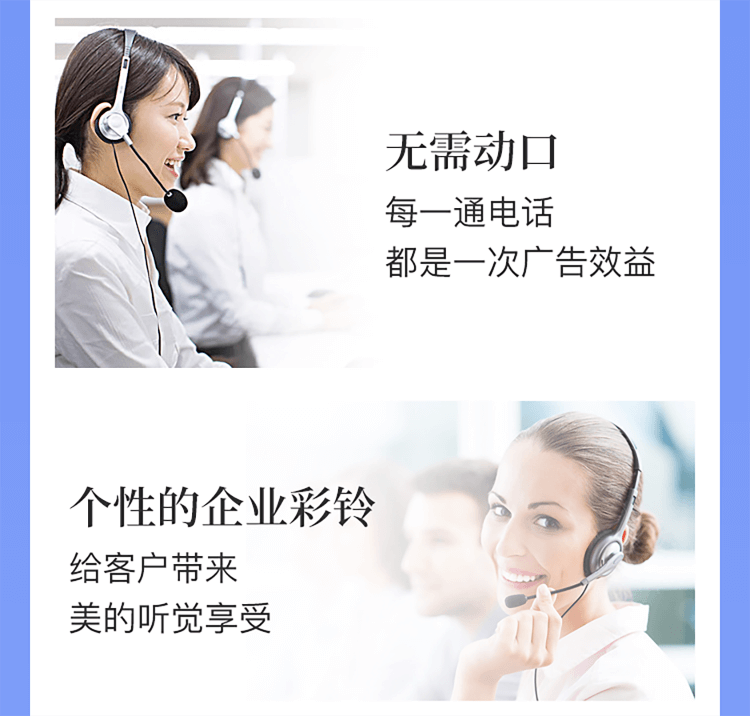 无需动口
每一通电话
都是一次广告效益
个性的企业彩铃
给客户带来
美的听觉享受